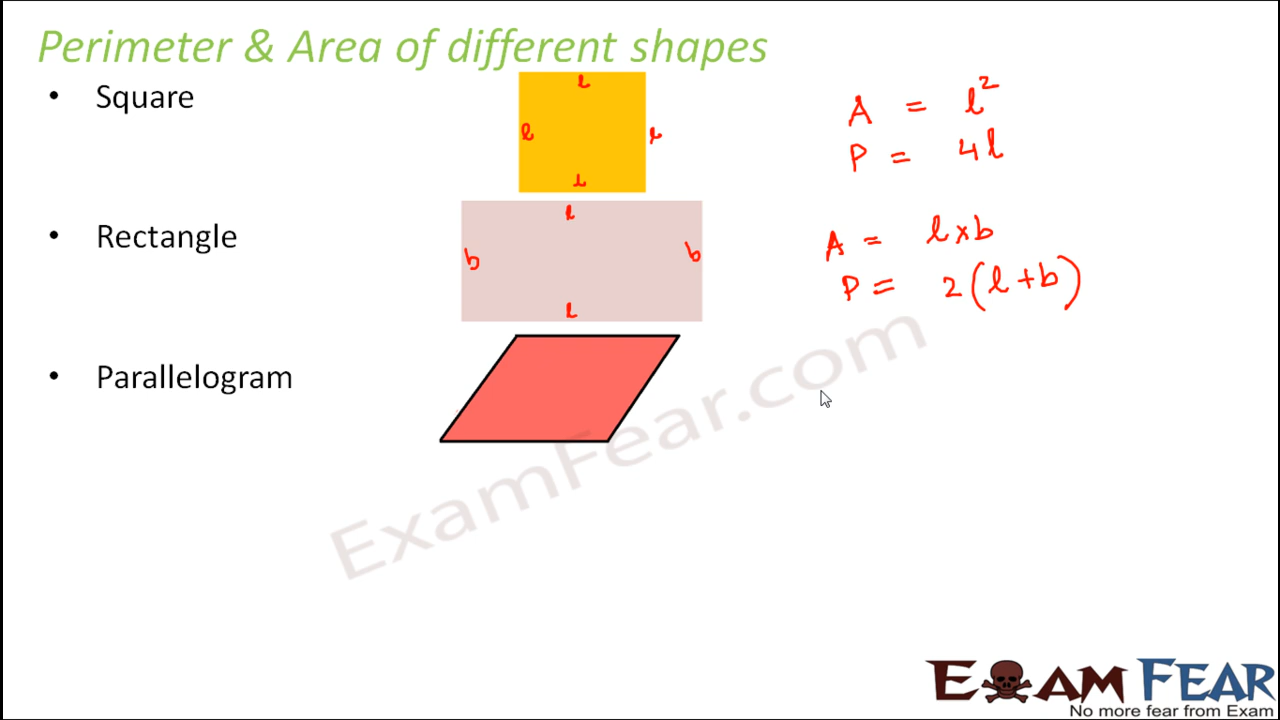 Perimeter & Area of different shapes
• Square
l
l
l
l
A = l²
P = 4l
• Rectangle
l
b
b
l
A = l×b
P = 2(l+b)
• Parallelogram
ExamFear.com
EXAM FEAR
No more fear from Exam